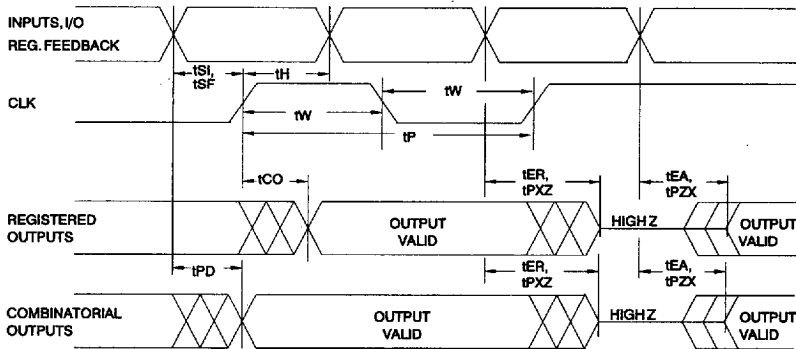 INPUTS, I/O
REG. FEEDBACK
tSI, tH
tSF
CLK
tW
tW
tP
tCO
tER, tEA,
tPXZ tPZX
REGISTERED OUTPUTS
OUTPUT VALID
HIGH Z
OUTPUT VALID
tPD
tER, tEA,
tPXZ tPZX
COMBINATORIAL OUTPUTS
OUTPUT VALID
HIGH Z
OUTPUT VALID